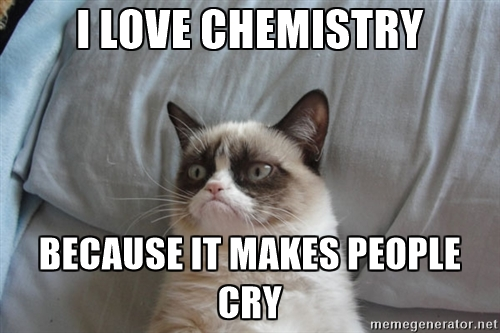 I LOVE CHEMISTRY
BECAUSE IT MAKES PEOPLE
CRY
memegenerator.net